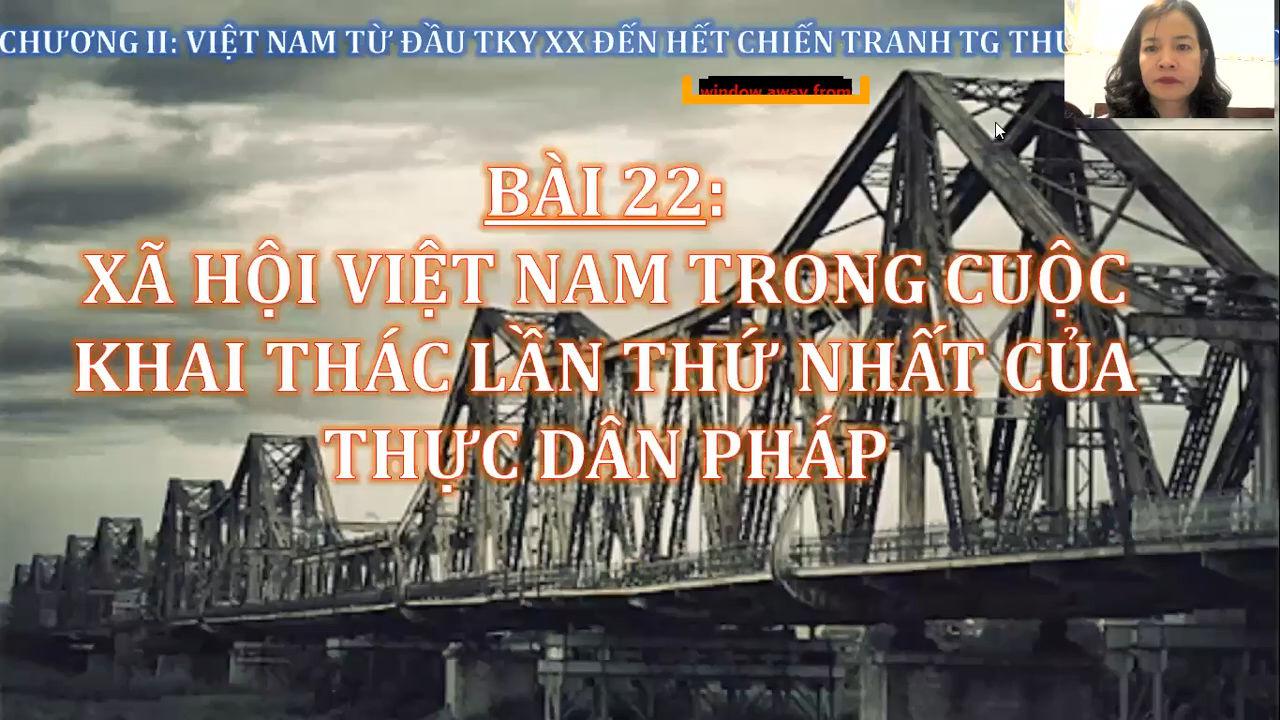 CHƯƠNG II: VIỆT NAM TỪ ĐẦU TKY XX ĐẾN HẾT CHIẾN TRANH TG
window away from
BÀI 22:
XÃ HỘI VIỆT NAM TRONG CUỘC
KHAI THÁC LẦN THỨ NHẤT CỦA
THỰC DÂN PHÁP